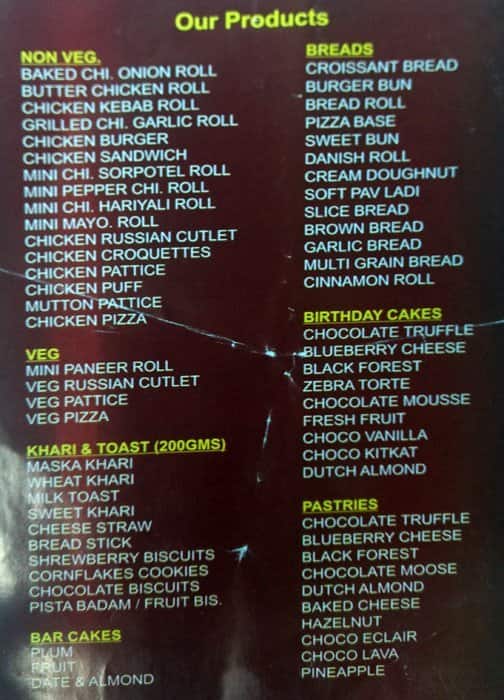 Our Products
NON VEG.
BAKED CHI. ONION ROLL
BUTTER CHICKEN ROLL
CHICKEN KEBAB ROLL
GRILLED CHI. GARLIC ROLL
CHICKEN BURGER
CHICKEN SANDWICH
MINI CHI. SORPOTEL ROLL
MINI PEPPER CHI. ROLL
MINI CHI. HARIYALI ROLL
MINI MAYO. ROLL
CHICKEN RUSSIAN CUTLET
CHICKEN CROQUETTES
CHICKEN PATTICE
CHICKEN PUFF
MUTTON PATTICE
CHICKEN PIZZA
VEG
MINI PANEER ROLL
VEG RUSSIAN CUTLET
VEG PATTICE
VEG PIZZA
KHARI & TOAST (200GMS)
MASKA KHARI
WHEAT KHARI
MILK TOAST
SWEET KHARI
CHEESE STRAW
BREAD STICK
SHREWBERRY BISCUITS
CORNFLAKES COOKIES
CHOCOLATE BISCUITS
PISTA BADAM / FRUIT BIS.
BAR CAKES
PLUM
FRUIT
DATE & ALMOND
BREADS
CROISSANT BREAD
BURGER BUN
BREAD ROLL
PIZZA BASE
SWEET BUN
DANISH ROLL
CREAM DOUGHNUT
SOFT PAV LADI
SLICE BREAD
BROWN BREAD
GARLIC BREAD
MULTI GRAIN BREAD
CINNAMON ROLL
BIRTHDAY CAKES
CHOCOLATE TRUFFLE
BLUEBERRY CHEESE
BLACK FOREST
ZEBRA TORTE
CHOCOLATE MOUSSE
FRESH FRUIT
CHOCO VANILLA
CHOCO KITKAT
DUTCH ALMOND
PASTRIES
CHOCOLATE TRUFFLE
BLUEBERRY CHEESE
BLACK FOREST
CHOCOLATE MOOSE
DUTCH ALMOND
BAKED CHEESE
HAZELNUT
CHOCO ECLAIR
CHOCO LAVA
PINEAPPLE